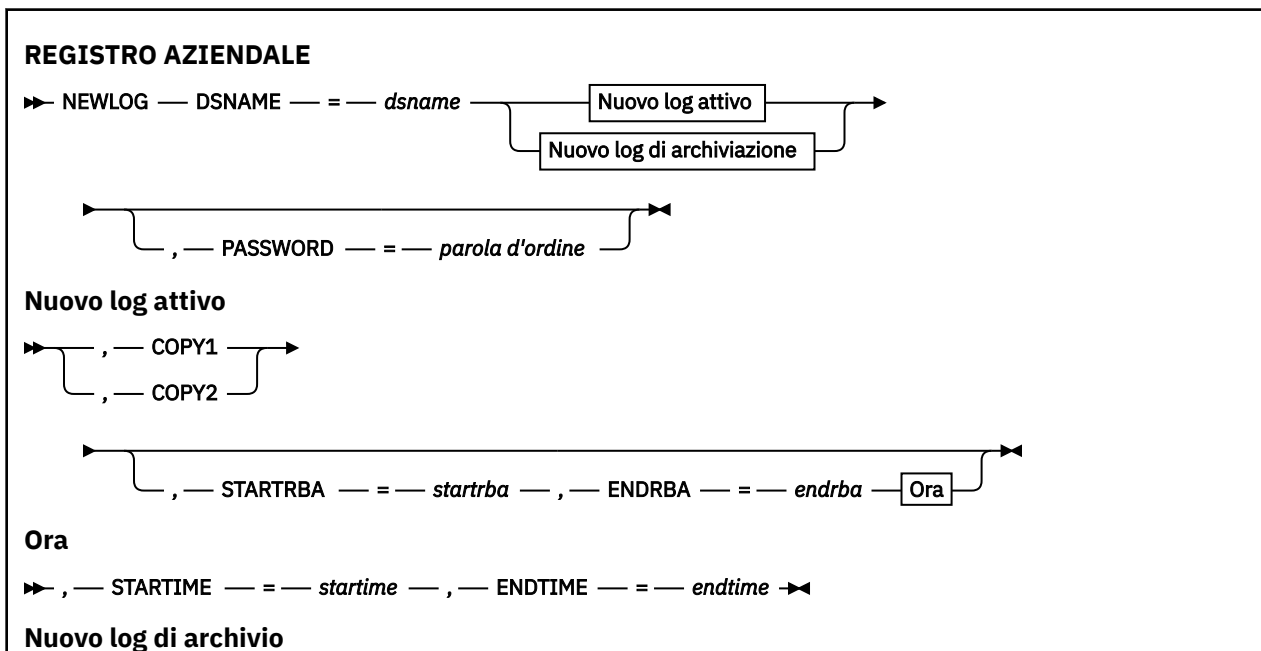 REGISTRO AZIENDALE
NEWLOG DSNAME = dsname Nuovo log attivo
Nuovo log di archiviazione
, PASSWORD = parola d'ordine
Nuovo log attivo
, COPY1
, COPY2
, STARTRBA = startrba , ENDRBA = endrba Ora
Ora
, STARTIME = startime , ENDTIME = endtime
Nuovo log di archivio